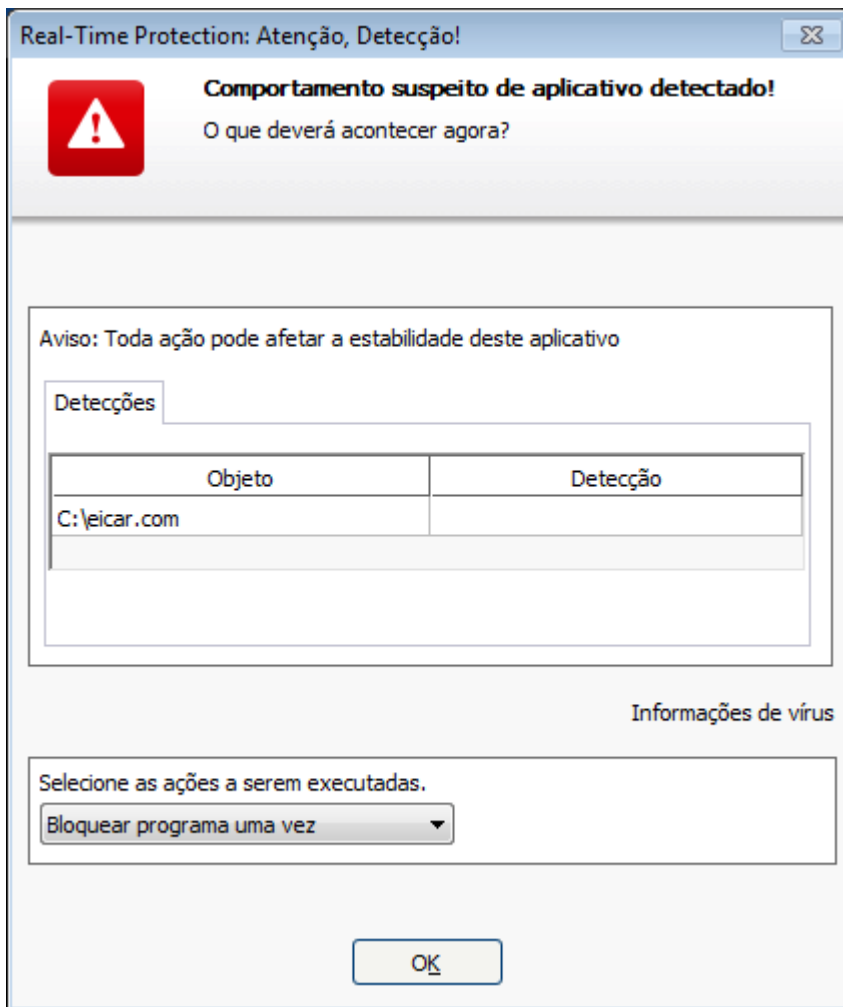 Real-Time Protection: Atenção, Detecção!
Comportamento suspeito de aplicativo detectado!
O que deverá acontecer agora?
Aviso: Toda ação pode afetar a estabilidade deste aplicativo
Detecções
Objeto Detecção
C:\eicar.com
Informações de vírus
Selecione as ações a serem executadas.
Bloquear programa uma vez
OK